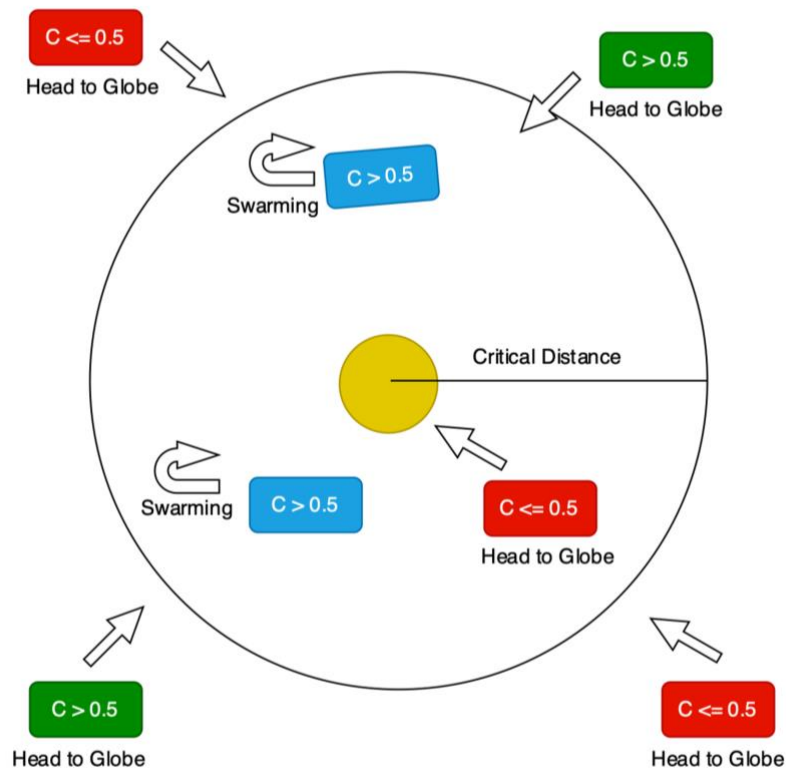 C <= 0.5
Head to Globe
C > 0.5
Head to Globe
C > 0.5
Swarming
Critical Distance
C > 0.5
Swarming
C <= 0.5
Head to Globe
C > 0.5
Head to Globe
C <= 0.5
Head to Globe